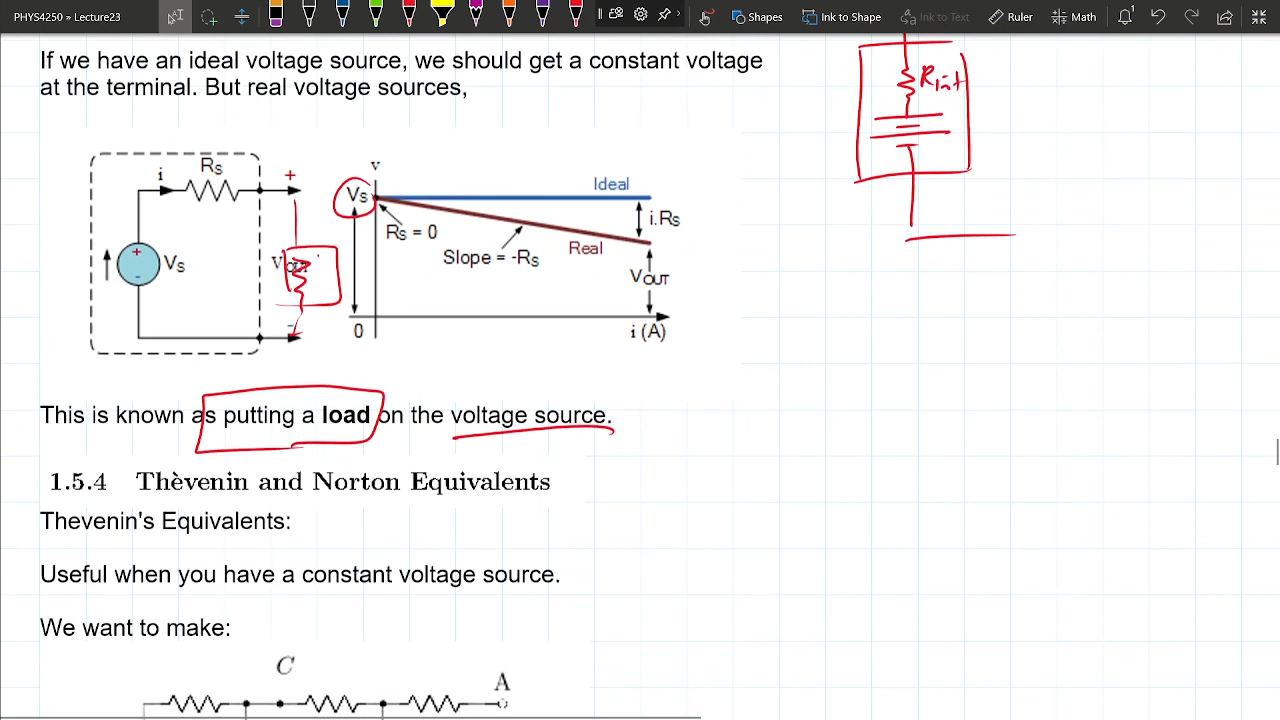 PHYS4250 » Lecture23
Shapes
Ink to Shape
Ink to Text
Ruler
Math
If we have an ideal voltage source, we should get a constant voltage
at the terminal. But real voltage sources,
Rint
i
Rs
+
+
-
Vs
VOUT
-
v
Vs
Rs = 0
Slope = -Rs
Ideal
Real
i.Rs
VOUT
0
i (A)
This is known as putting a load on the voltage source.
1.5.4 Thèvenin and Norton Equivalents
Thevenin's Equivalents:
Useful when you have a constant voltage source.
We want to make:
C
A